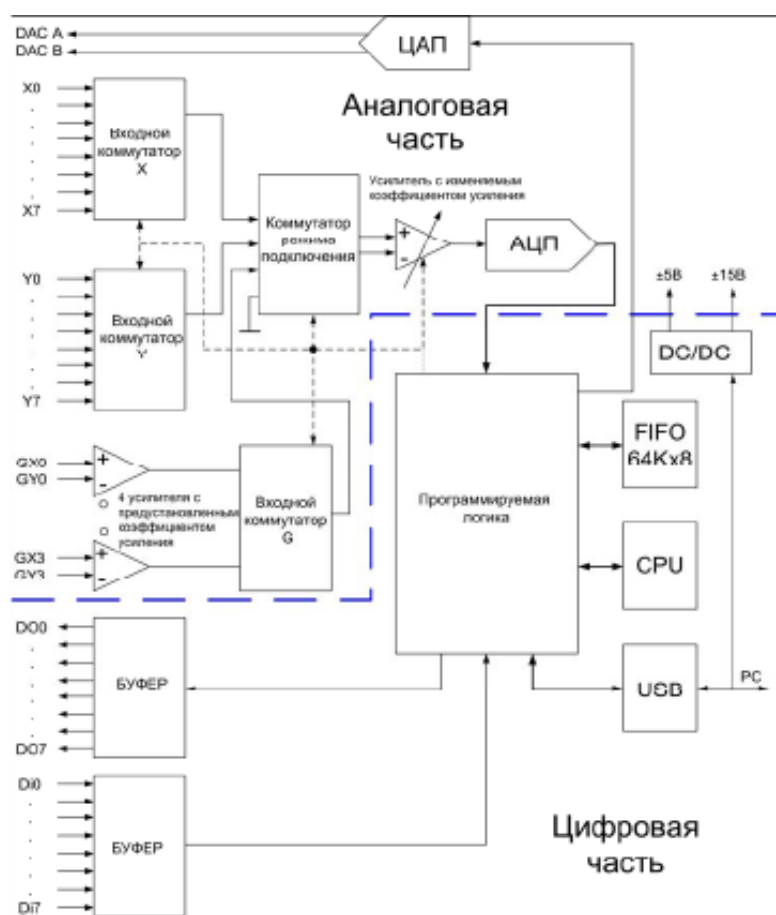 DAC A
DAC B
ЦАП
X0
X7
Входной
коммутатор
X
Аналоговая
часть
Усилитель с изменяемым
коэффициентом усиления
Коммутатор
режима
подключения
+
-
АЦП
Y0
Y7
Входной
коммутатор
Y
±5В
±15В
DC/DC
GX0
GY0
+
-
4 усилителя с
предустановленным
коэффициентом
усиления
GX3
GY3
+
-
Входной
коммутатор
G
Программируемая
логика
FIFO
64Kx8
CPU
USB
PC
DO0
DO7
БУФЕР
Di0
Di7
БУФЕР
Цифровая
часть